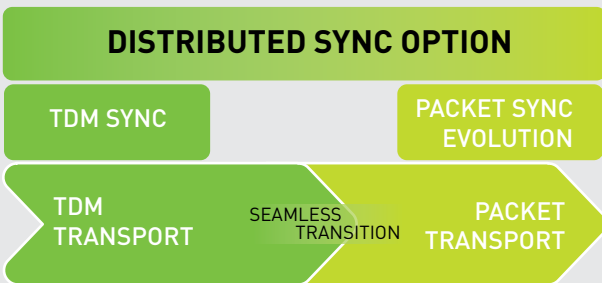 DISTRIBUTED SYNC OPTION
TDM SYNC
PACKET SYNC
EVOLUTION
TDM
TRANSPORT
SEAMLESS
TRANSITION
PACKET
TRANSPORT